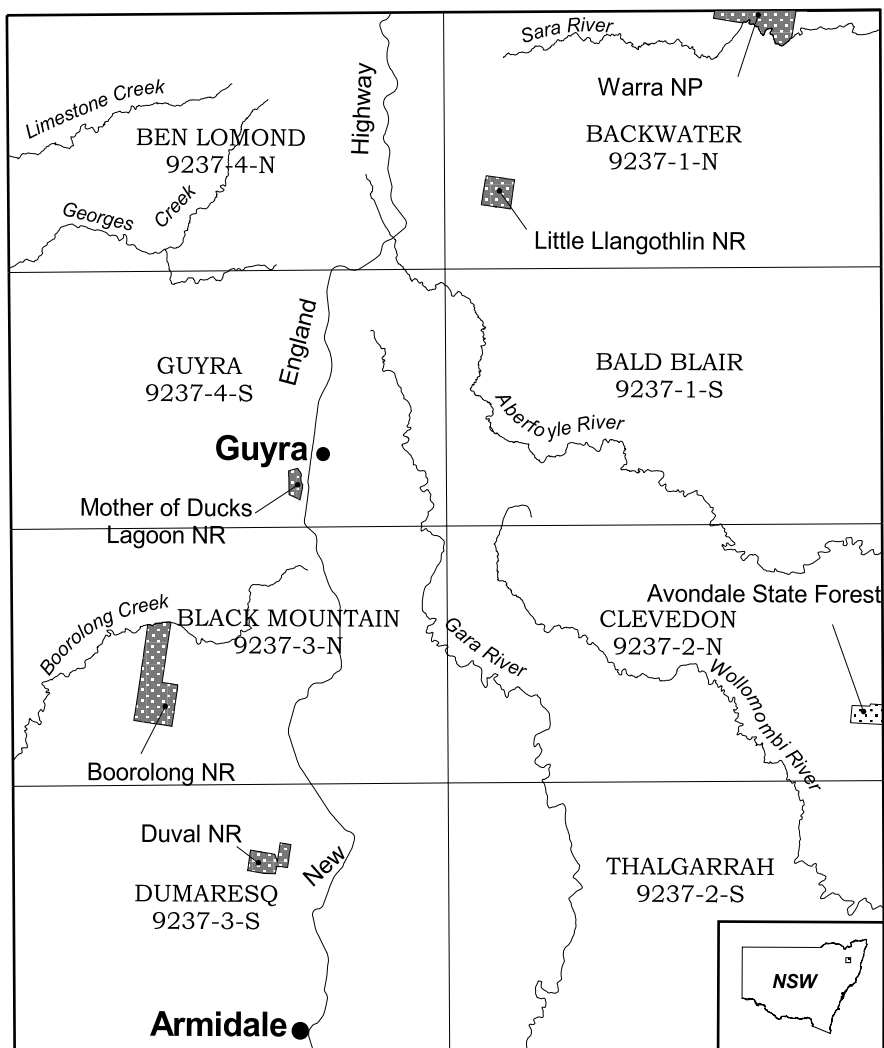 Sara River
Warra NP
Limestone Creek
Highway
BEN LOMOND
9237-4-N
BACKWATER
9237-1-N
Georges Creek
Little Llangothlin NR
England
GUYRA
9237-4-S
BALD BLAIR
9237-1-S
Aberfoyle River
Guyra
Mother of Ducks
Lagoon NR
Boorolong Creek
BLACK MOUNTAIN
9237-3-N
Avondale State Forest
CLEVEDON
9237-2-N
Gara River
Wollomombi River
Boorolong NR
Duval NR
New
DUMARESQ
9237-3-S
THALGARRAH
9237-2-S
NSW
Armidale